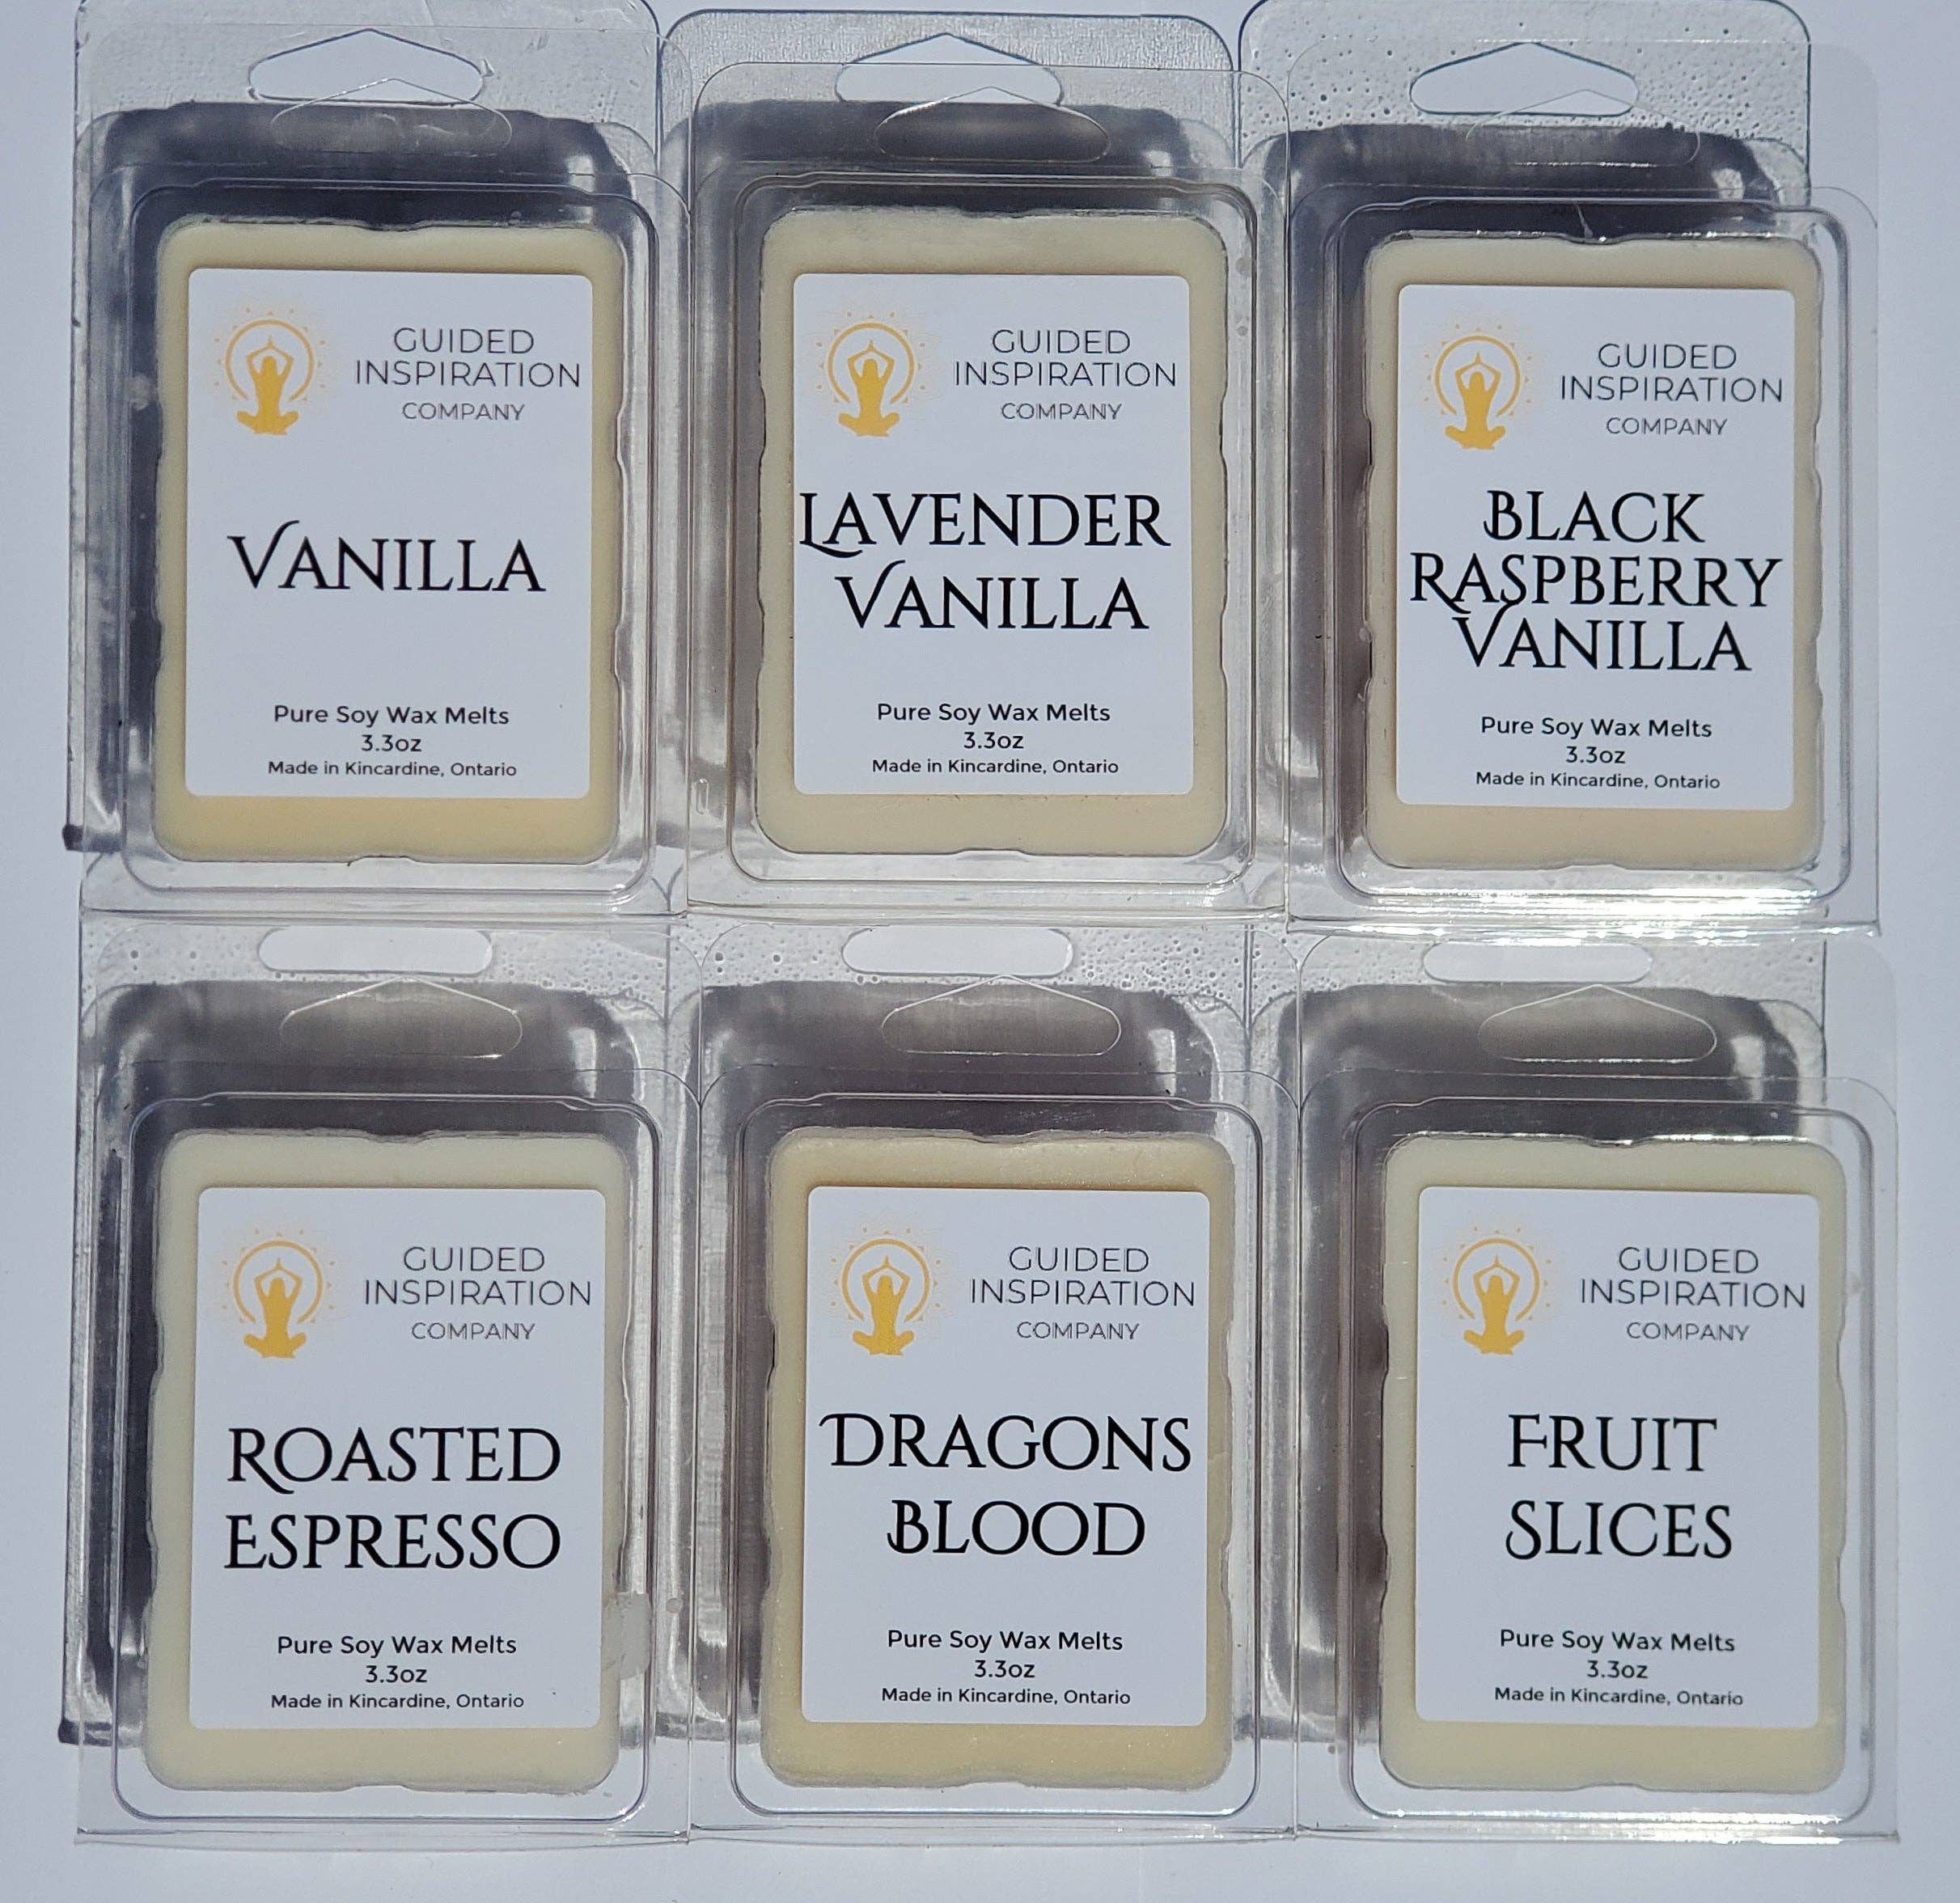 GUIDED
INSPIRATION
COMPANY
VANILLA
Pure Soy Wax Melts
3.3oz
Made in Kincardine, Ontario
GUIDED
INSPIRATION
COMPANY
LAVENDER
VANILLA
Pure Soy Wax Melts
3.3oz
Made in Kincardine, Ontario
GUIDED
INSPIRATION
COMPANY
BLACK
RASPBERRY
VANILLA
Pure Soy Wax Melts
3.3oz
Made in Kincardine, Ontario
GUIDED
INSPIRATION
COMPANY
ROASTED
ESPRESSO
Pure Soy Wax Melts
3.3oz
Made in Kincardine, Ontario
GUIDED
INSPIRATION
COMPANY
DRAGONS
BLOOD
Pure Soy Wax Melts
3.3oz
Made in Kincardine, Ontario
GUIDED
INSPIRATION
COMPANY
FRUIT
SLICES
Pure Soy Wax Melts
3.3oz
Made in Kincardine, Ontario